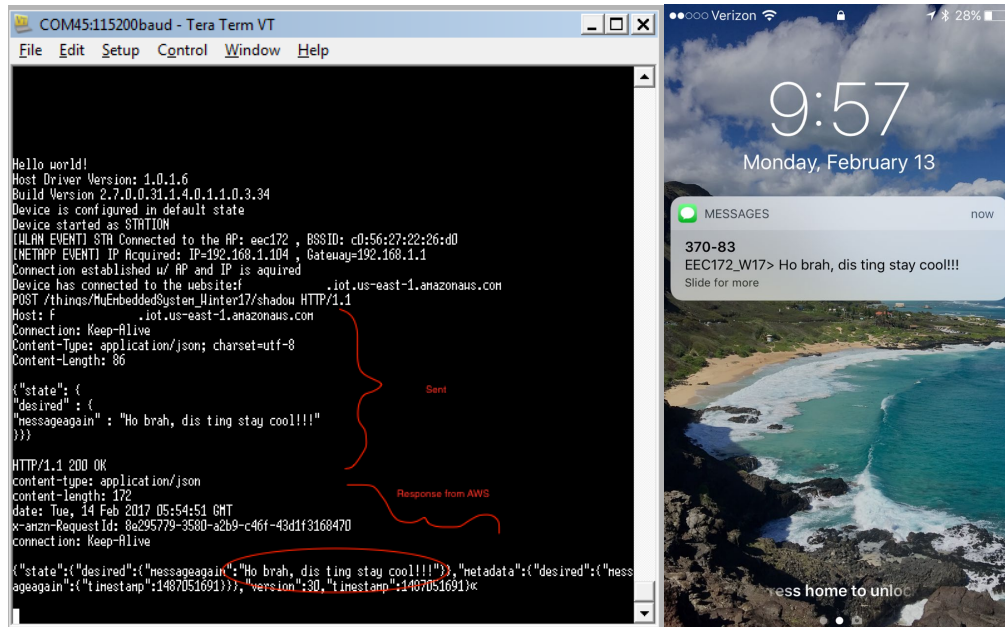 COM45:115200baud - Tera Term VT
File Edit Setup Control Window Help
Hello world!
Host Driver Version: 1.0.1.6
Build Version 2.7.0.0.31.1.4.0.1.1.0.3.34
Device is configured in default state
Device started as STATION
[WLAN EVENT] STA Connected to the AP: eec172 , BSSID: c0:56:27:22:26:d0
[NETAPP EVENT] IP Acquired: IP=192.168.1.104 , Gateway=192.168.1.1
Connection established w/ AP and IP is aquired
Device has connected to the website:f .iot.us-east-1.amazonaws.com
POST /things/MyEmbeddedSystem_Winter17/shadow HTTP/1.1
Host: f .iot.us-east-1.amazonaws.com
Connection: Keep-Alive
Content-Type: application/json; charset=utf-8
Content-Length: 86
{"state": {
"desired" : {
"messageagain" : "Ho brah, dis ting stay cool!!!"
}}}
Sent
HTTP/1.1 200 OK
content-type: application/json
content-length: 172
date: Tue, 14 Feb 2017 05:54:51 GMT
x-amzn-RequestId: 8e295779-3580-a2b9-c46f-43d1f3168470
connection: Keep-Alive
Response from AWS
{"state":{"desired":{"messageagain":"Ho brah, dis ting stay cool!!!"}},"metadata":{"desired":{"mess
ageagain":{"timestamp":1487051691}}},"version":30,"timestamp":1487051691}«
Verizon 28%
9:57
Monday, February 13
MESSAGES now
370-83
EEC172_W17> Ho brah, dis ting stay cool!!!
Slide for more
ress home to unloc